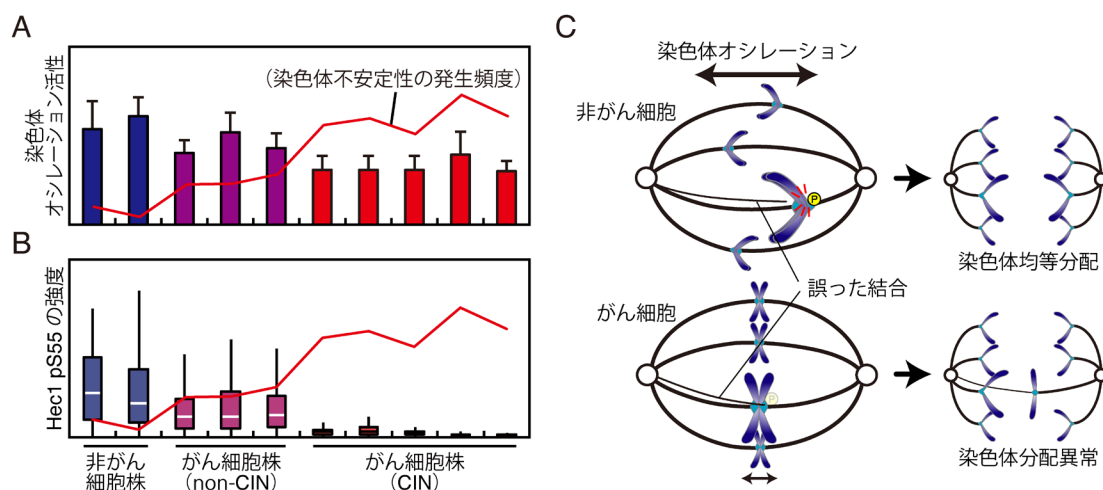 A
染色体
オシレーション活性
(染色体不安定性の発生頻度)
B
Hec1 pS55 の強度
非がん
細胞株
がん細胞株
(non-CIN)
がん細胞株
(CIN)
C
染色体オシレーション
非がん細胞
P
染色体均等分配
誤った結合
がん細胞
P
染色体分配異常